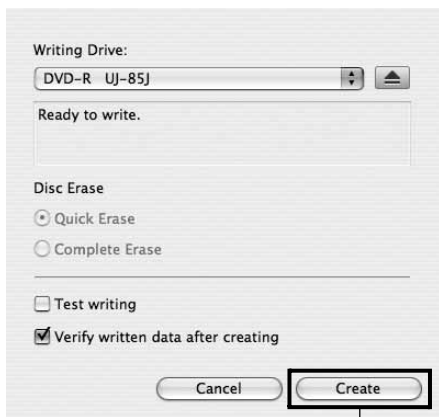 Writing Drive:
DVD-R UJ-85J
Ready to write.
Disc Erase
Quick Erase
Complete Erase
Test writing
Verify written data after creating
Cancel Create